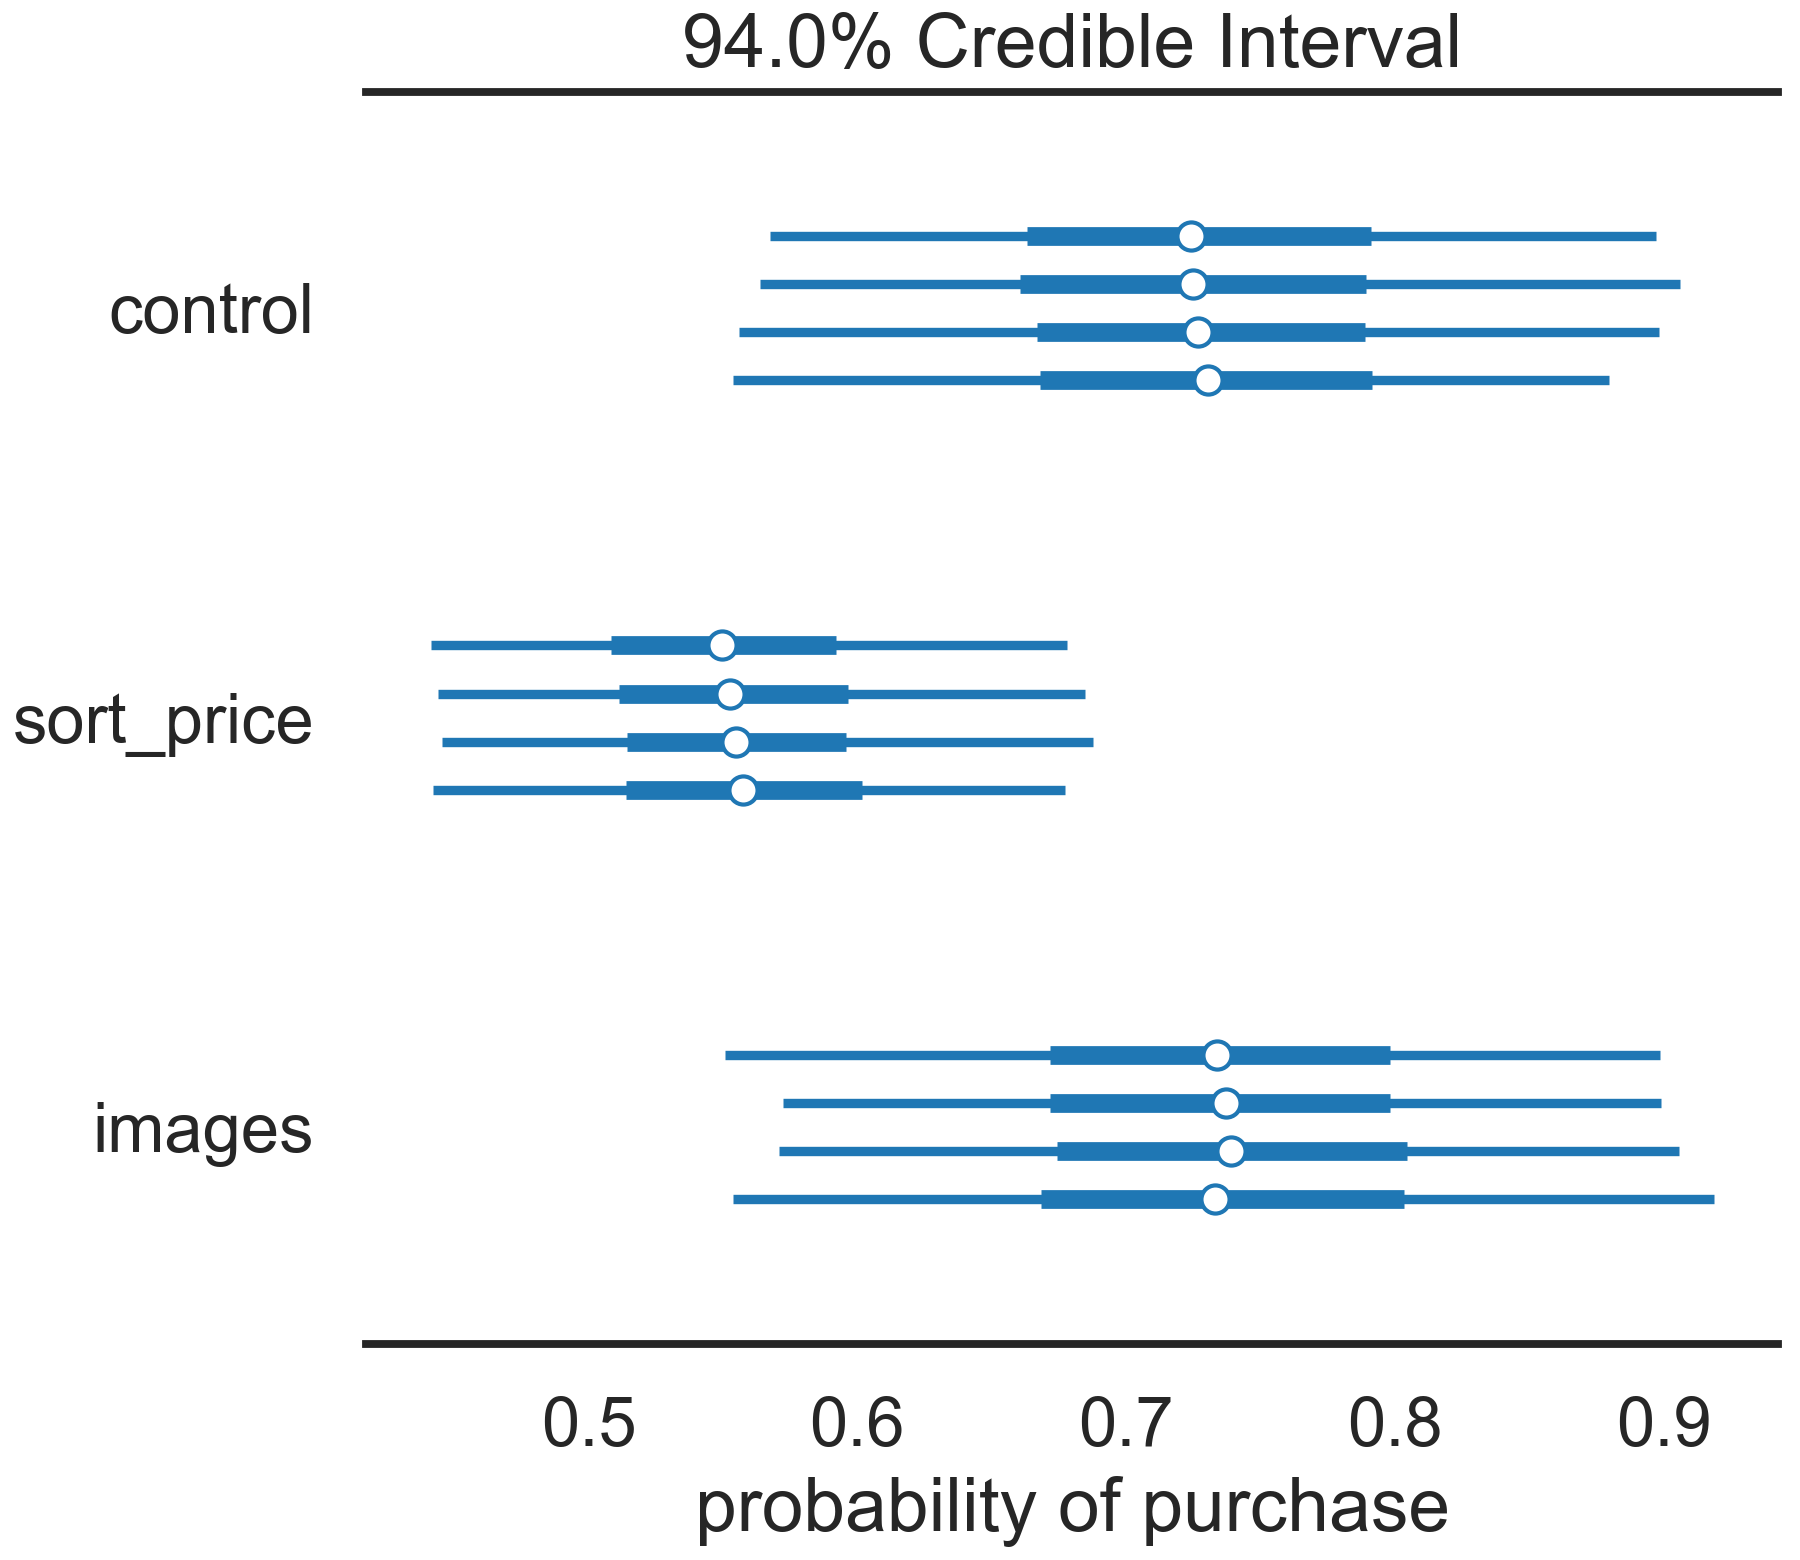 94.0% Credible Interval
control
sort_price
images
0.5 0.6 0.7 0.8 0.9
probability of purchase